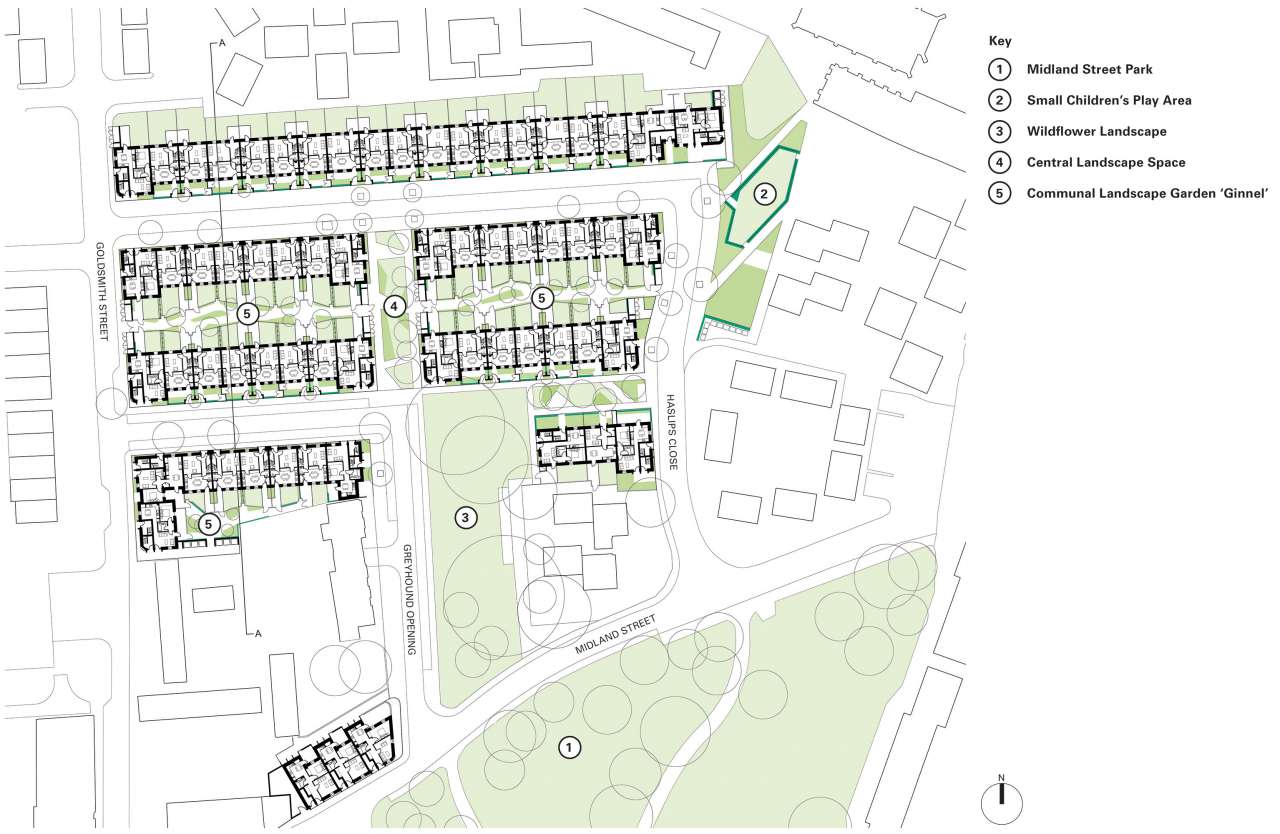 A
Key
1 Midland Street Park
2 Small Children's Play Area
3 Wildflower Landscape
4 Central Landscape Space
5 Communal Landscape Garden 'Ginnel'
2
GOLDSMITH STREET
5
4
5
HASLIPS CLOSE
3
5
GREYHOUND OPENING
A
MIDLAND STREET
1
N